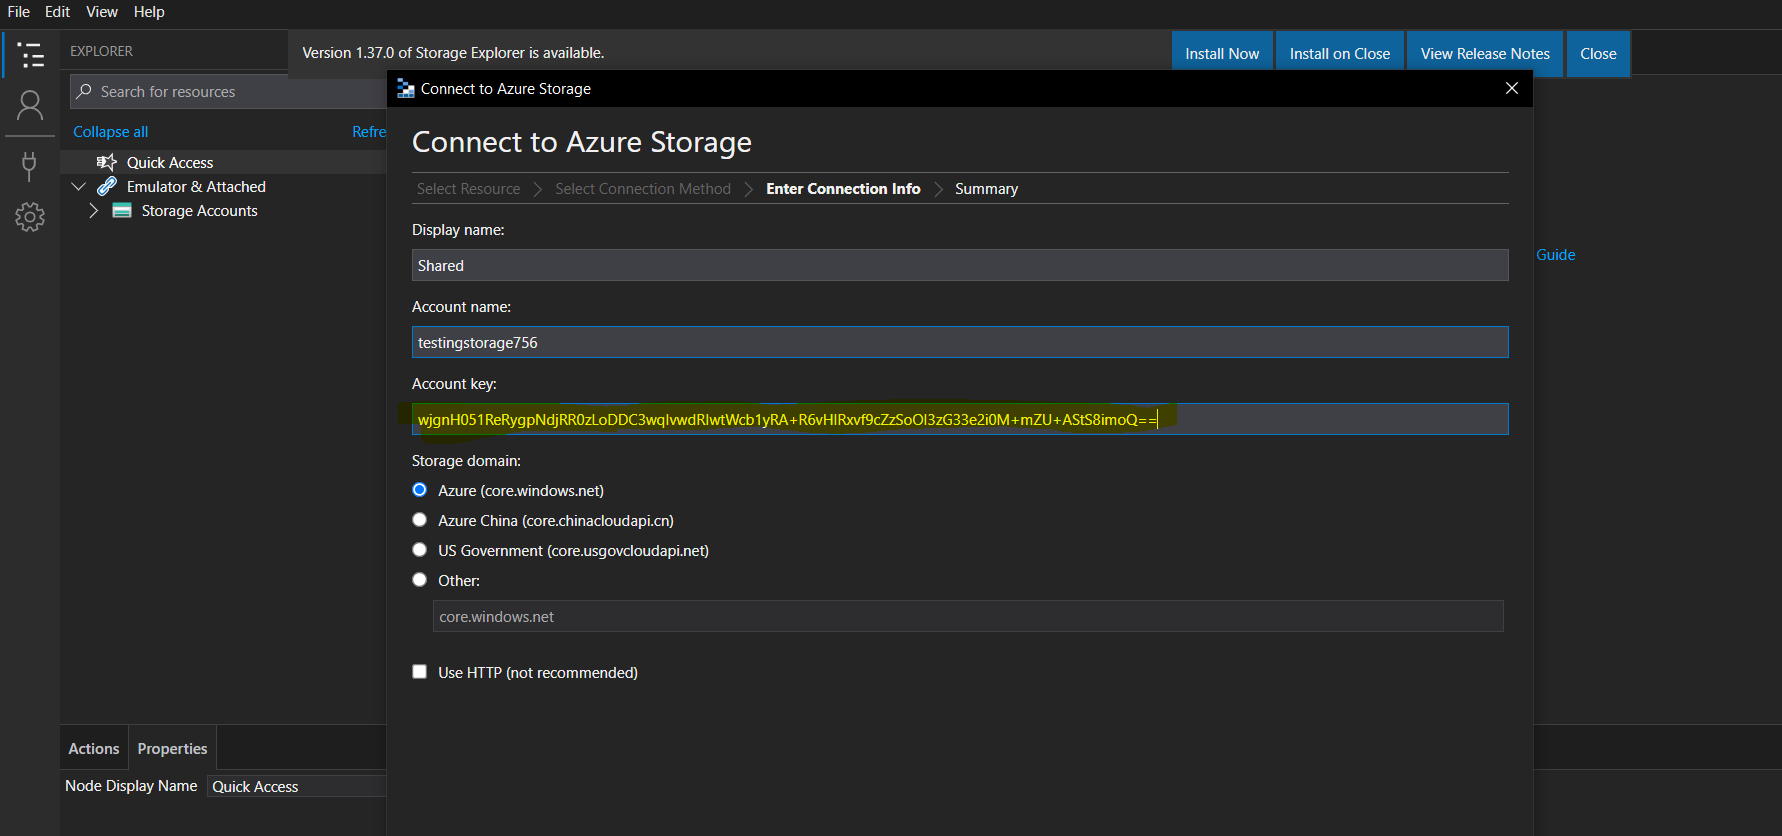 File Edit View Help
EXPLORER
Version 1.37.0 of Storage Explorer is available.
Install Now
Install on Close
View Release Notes
Close
Search for resources
Collapse all
Refre
Quick Access
Emulator & Attached
Storage Accounts
Connect to Azure Storage
Connect to Azure Storage
Select Resource Select Connection Method Enter Connection Info Summary
Display name:
Shared
Account name:
testingstorage756
Account key:
Storage domain:
Azure (core.windows.net)
Azure China (core.chinacloudapi.cn)
US Government (core.usgovcloudapi.net)
Other:
core.windows.net
Use HTTP (not recommended)
Guide
Actions Properties
Node Display Name Quick Access